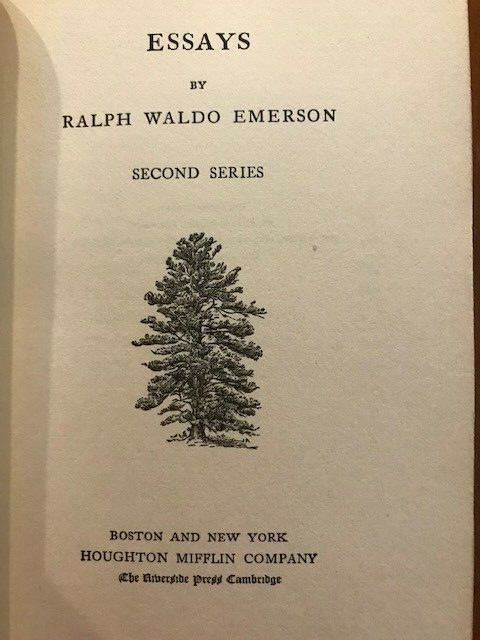 ESSAYS
BY
RALPH WALDO EMERSON
SECOND SERIES
BOSTON AND NEW YORK
HOUGHTON MIFFLIN COMPANY
The Riverside Press Cambridge